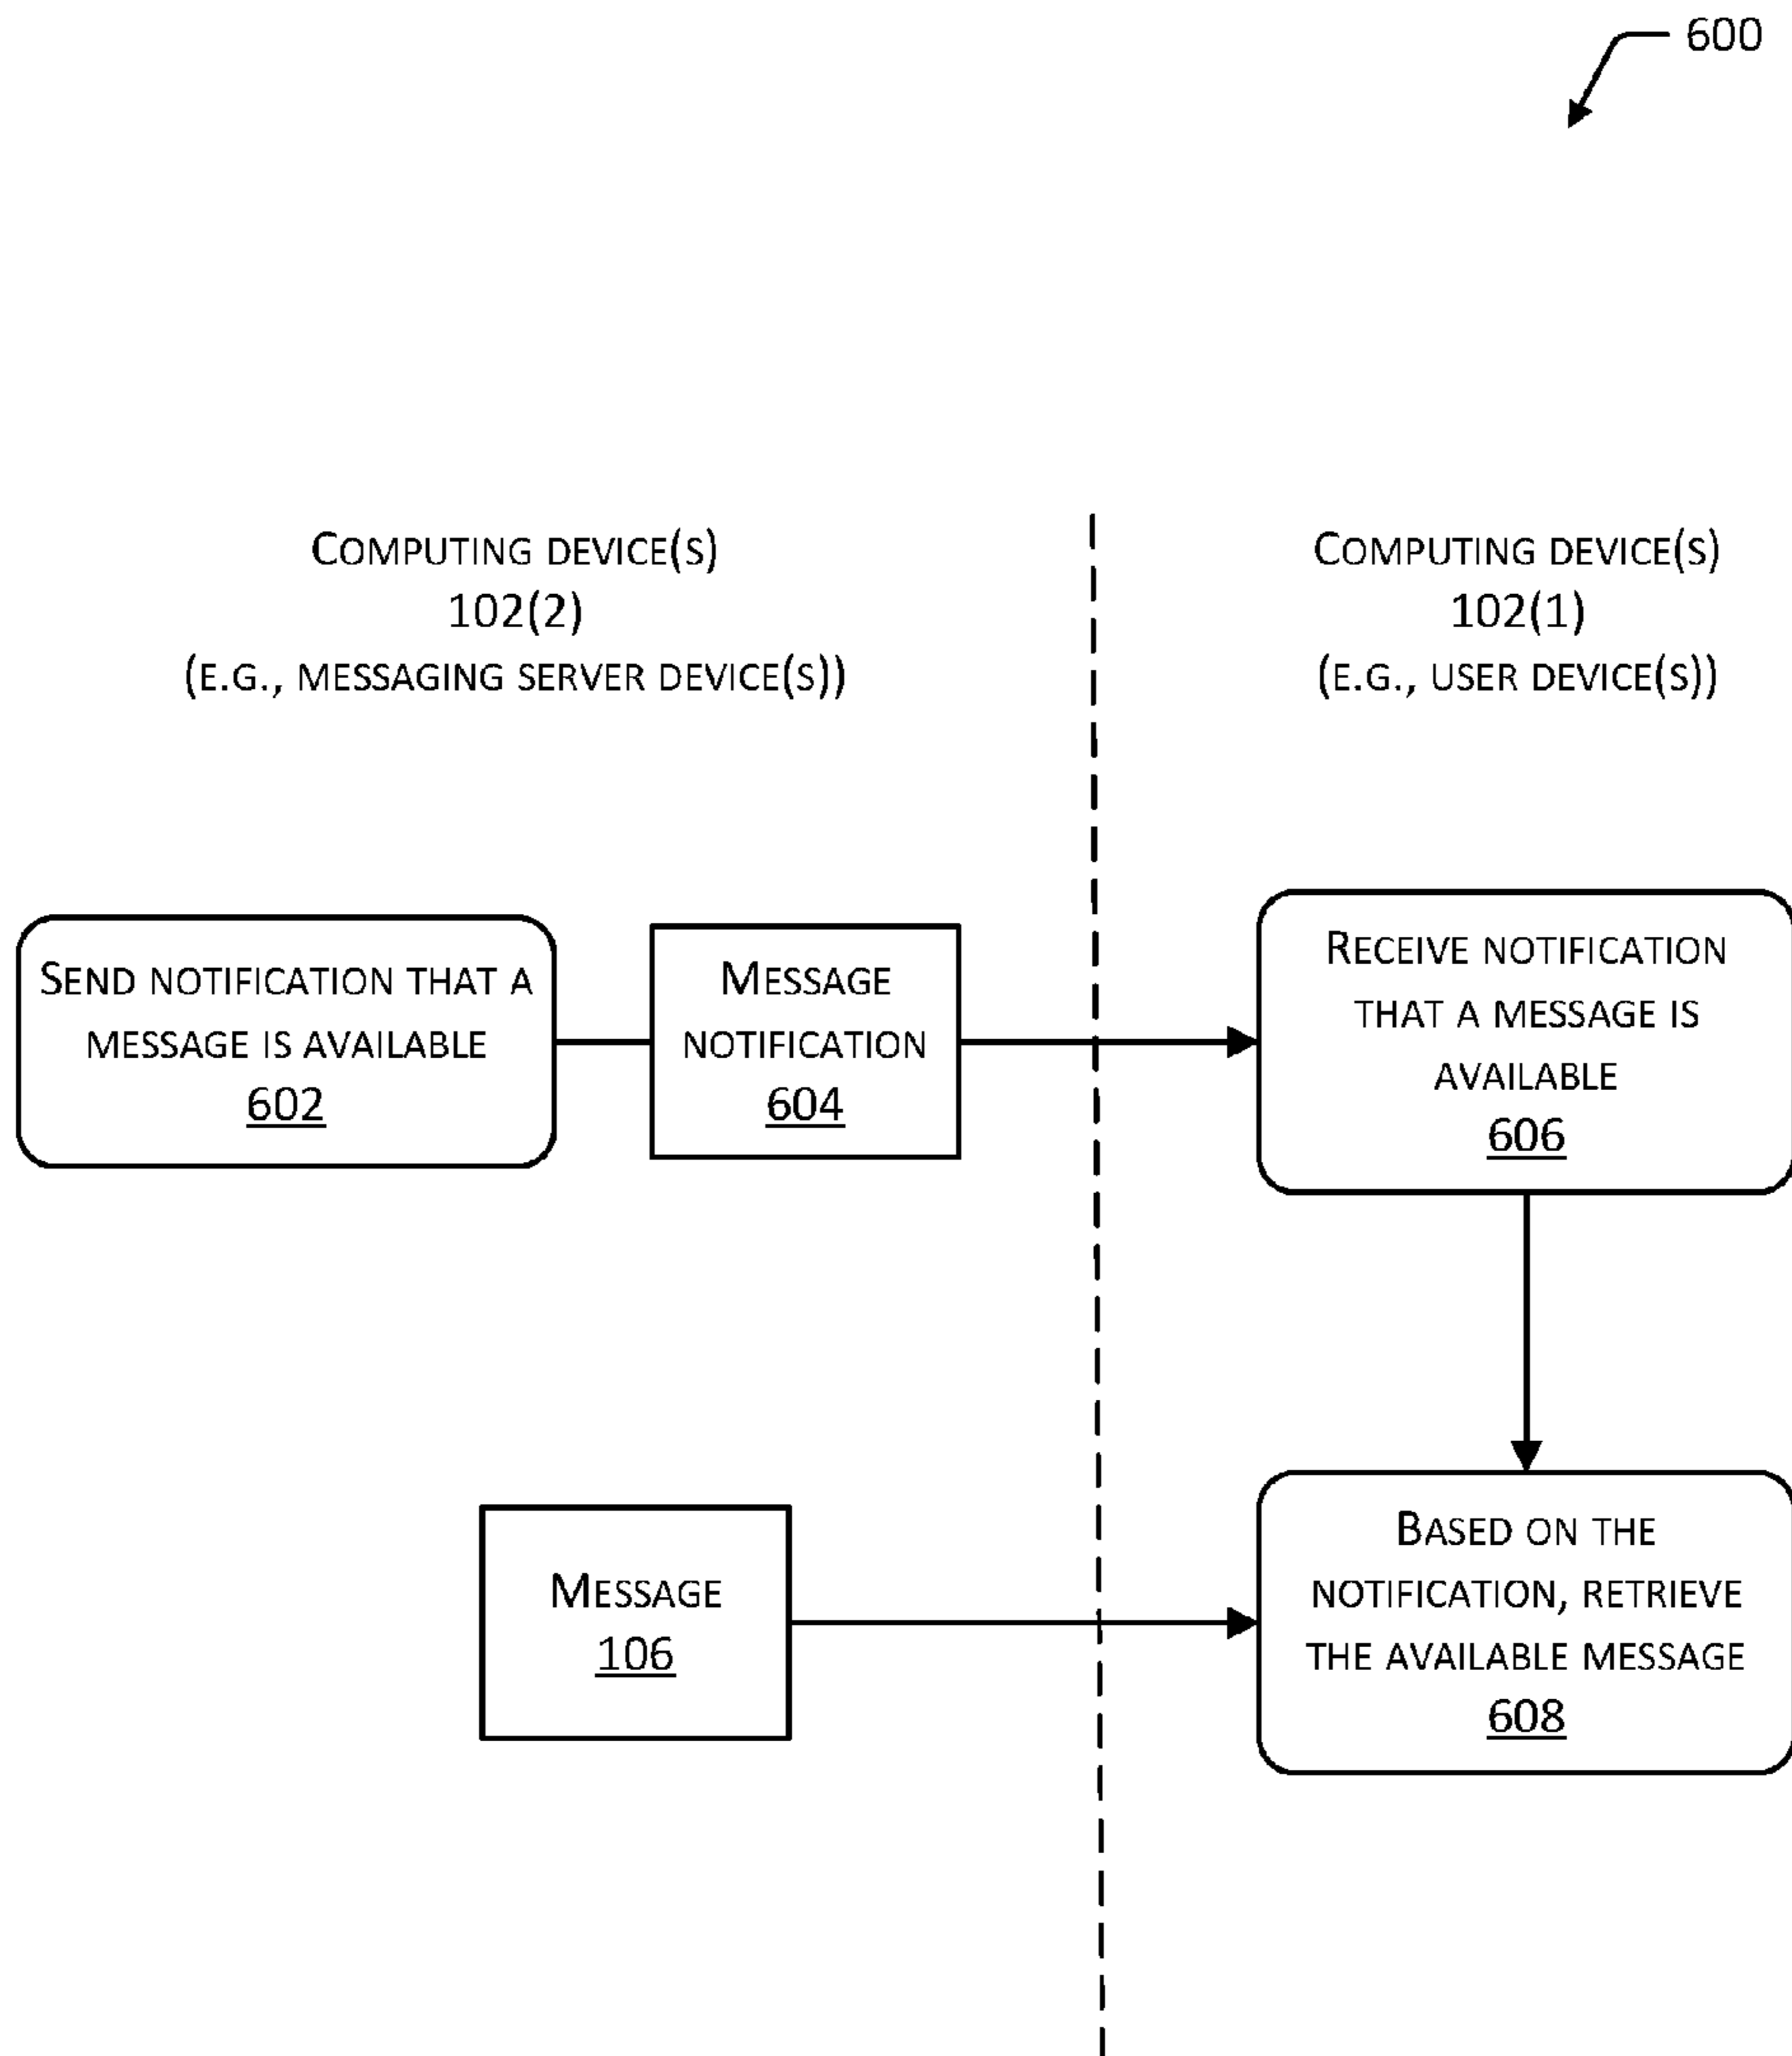 600
COMPUTING DEVICE(S)
102(2)
(E.G., MESSAGING SERVER DEVICE(S))
COMPUTING DEVICE(S)
102(1)
(E.G., USER DEVICE(S))
SEND NOTIFICATION THAT A
MESSAGE IS AVAILABLE
602
MESSAGE
NOTIFICATION
604
RECEIVE NOTIFICATION
THAT A MESSAGE IS
AVAILABLE
606
MESSAGE
106
BASED ON THE
NOTIFICATION, RETRIEVE
THE AVAILABLE MESSAGE
608